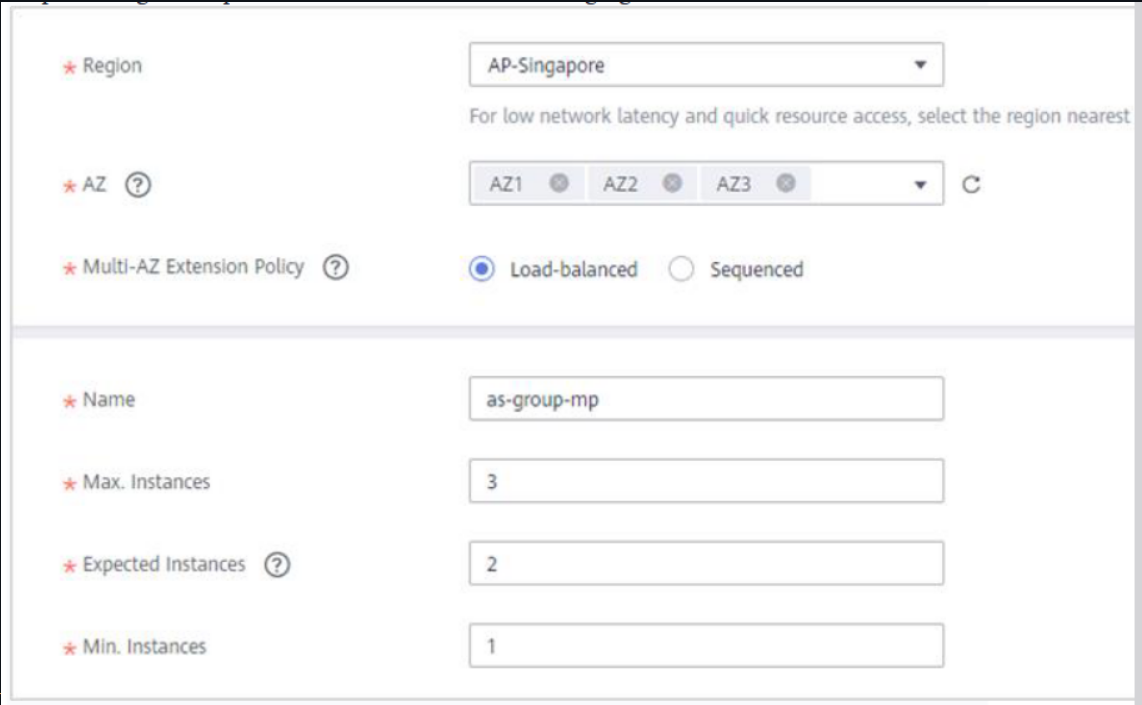 * Region AP-Singapore
For low network latency and quick resource access, select the region nearest
* AZ ? AZ1 AZ2 AZ3
* Multi-AZ Extension Policy ? Load-balanced Sequenced
* Name as-group-mp
* Max. Instances 3
* Expected Instances ? 2
* Min. Instances 1